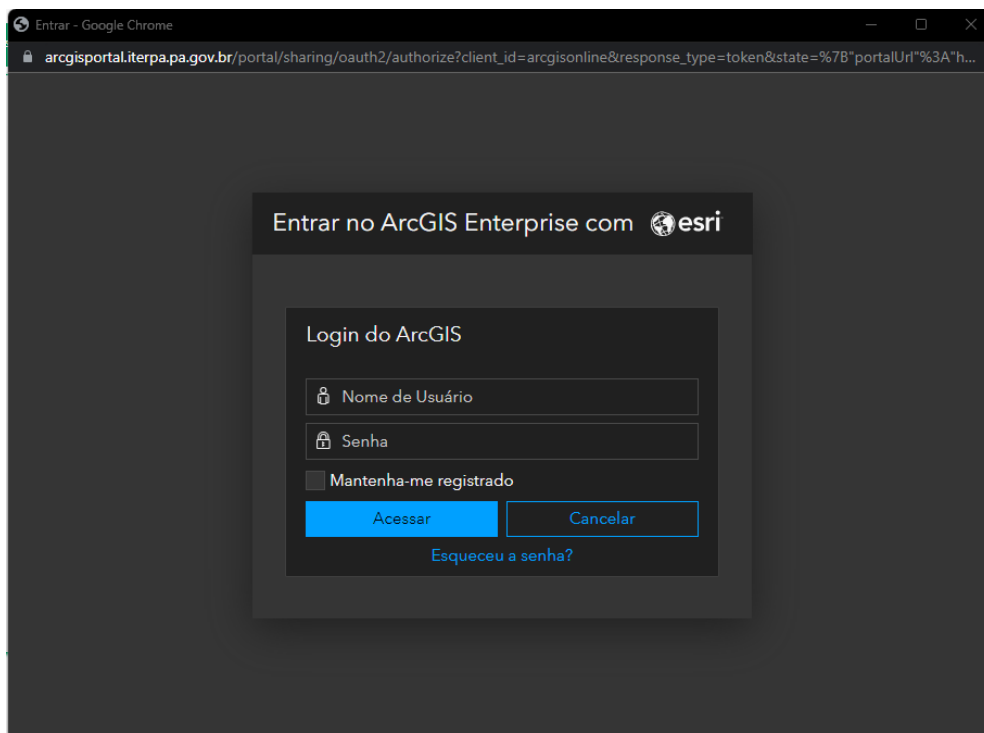 Entrar - Google Chrome
arcgisportal.iterpa.pa.gov.br/portal/sharing/oauth2/authorize?client_id=arcgisonline&response_type=token&state=%7B"portalUrl"%3A"h...
Entrar no ArcGIS Enterprise com esri
Login do ArcGIS
Nome de Usuário
Senha
Mantenha-me registrado
Acessar Cancelar
Esqueceu a senha?